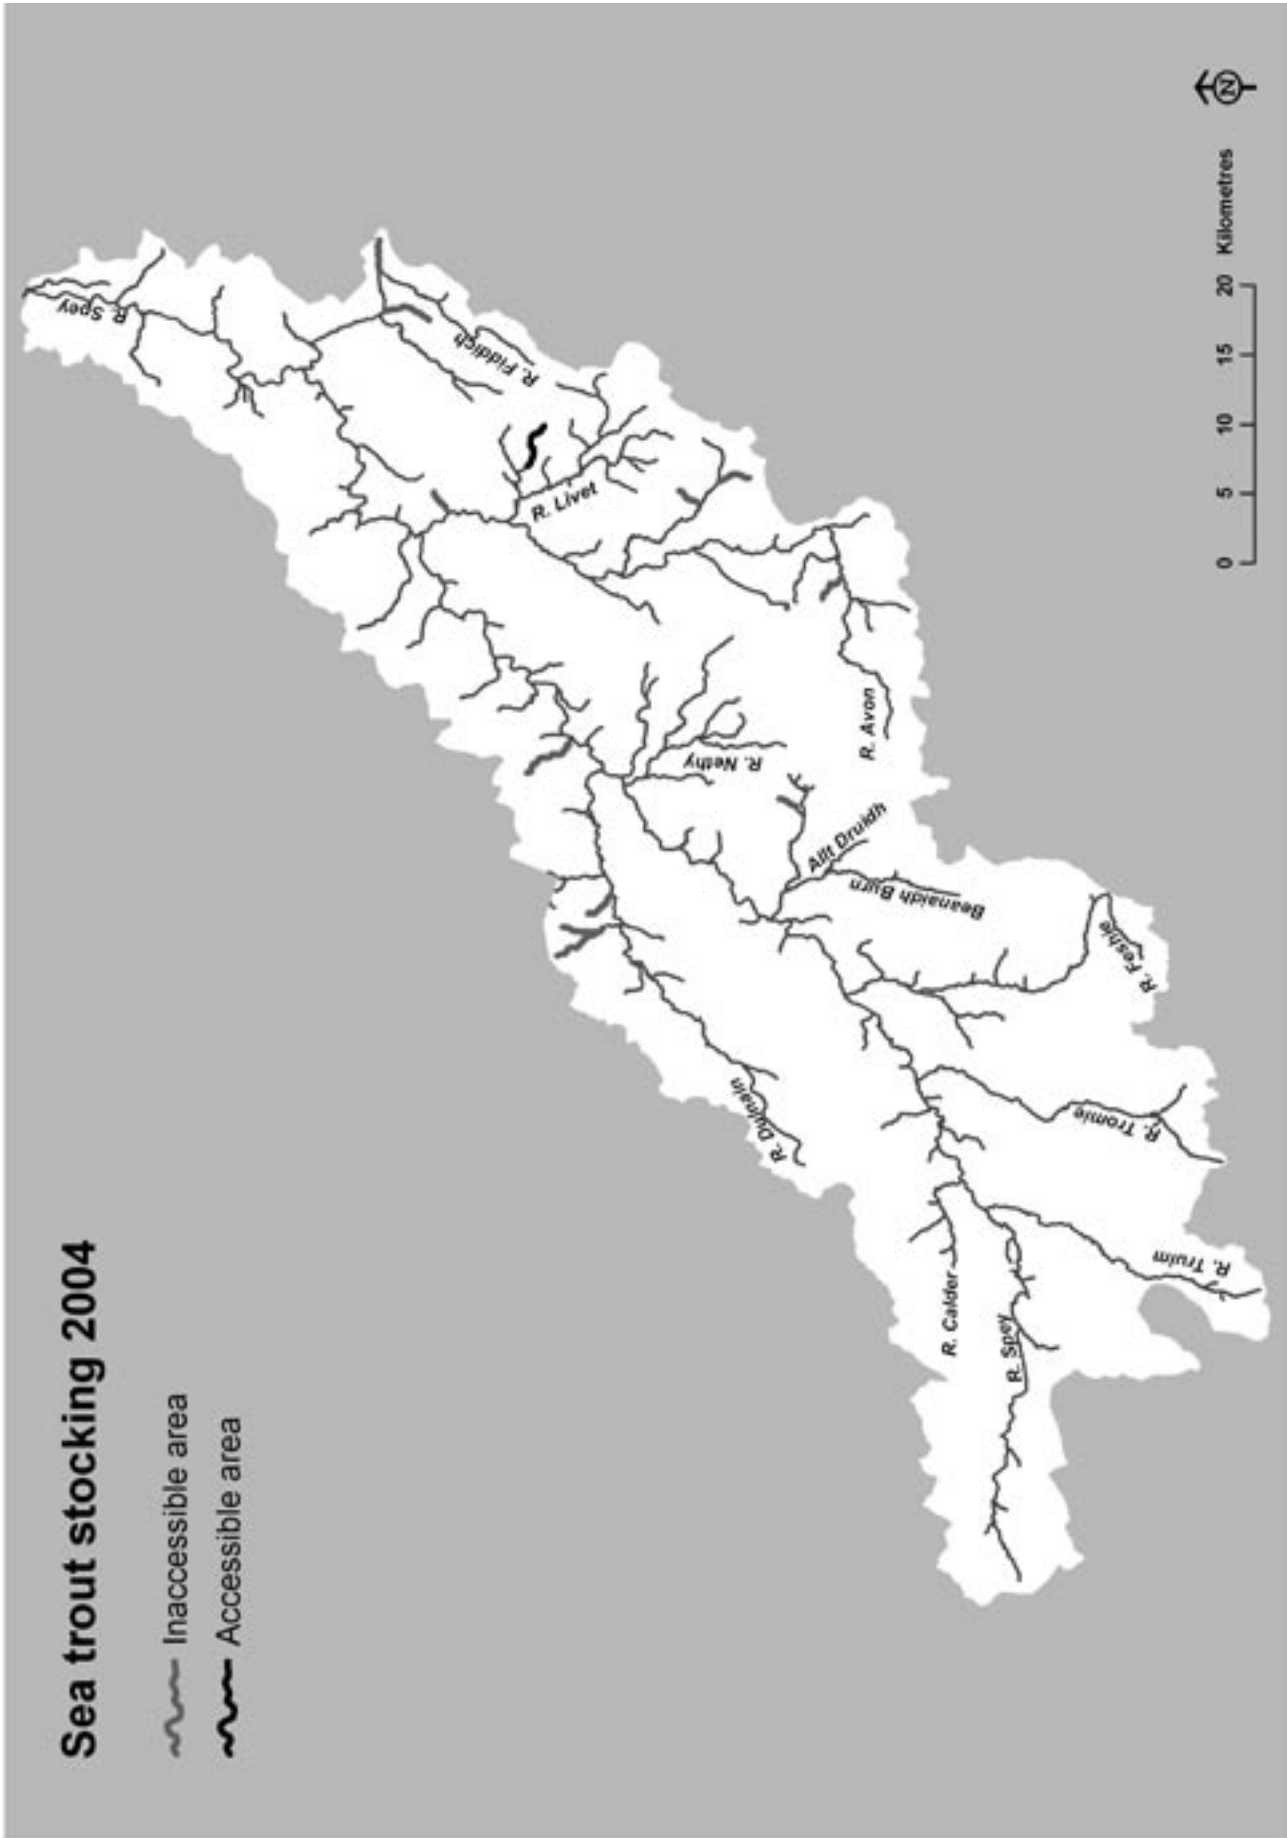 Sea trout stocking 2004
Inaccessible area
Accessible area
R. Spey
R. Fiddich
R. Livet
R. Avon
R. Nethy
Allt Druidh
Beanaidh Burn
R. Feshie
R. Dulnain
R. Tromie
R. Truim
R. Calder
R. Spey
0 5 10 15 20 Kilometres
N